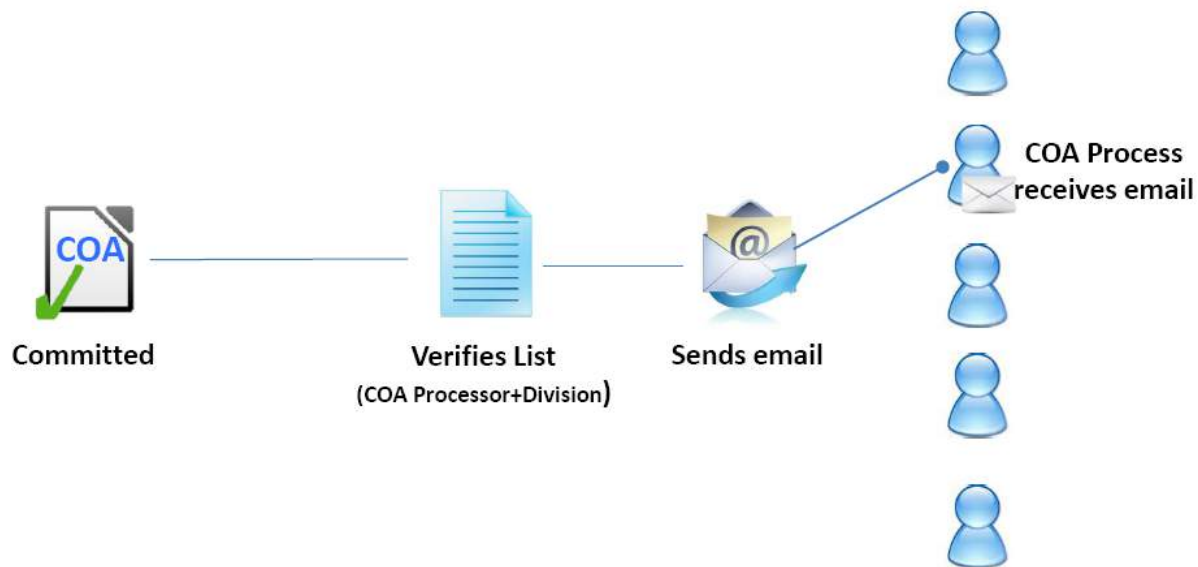 COA
Committed
Verifies List
(COA Processor+Division)
Sends email
@
COA Process
receives email